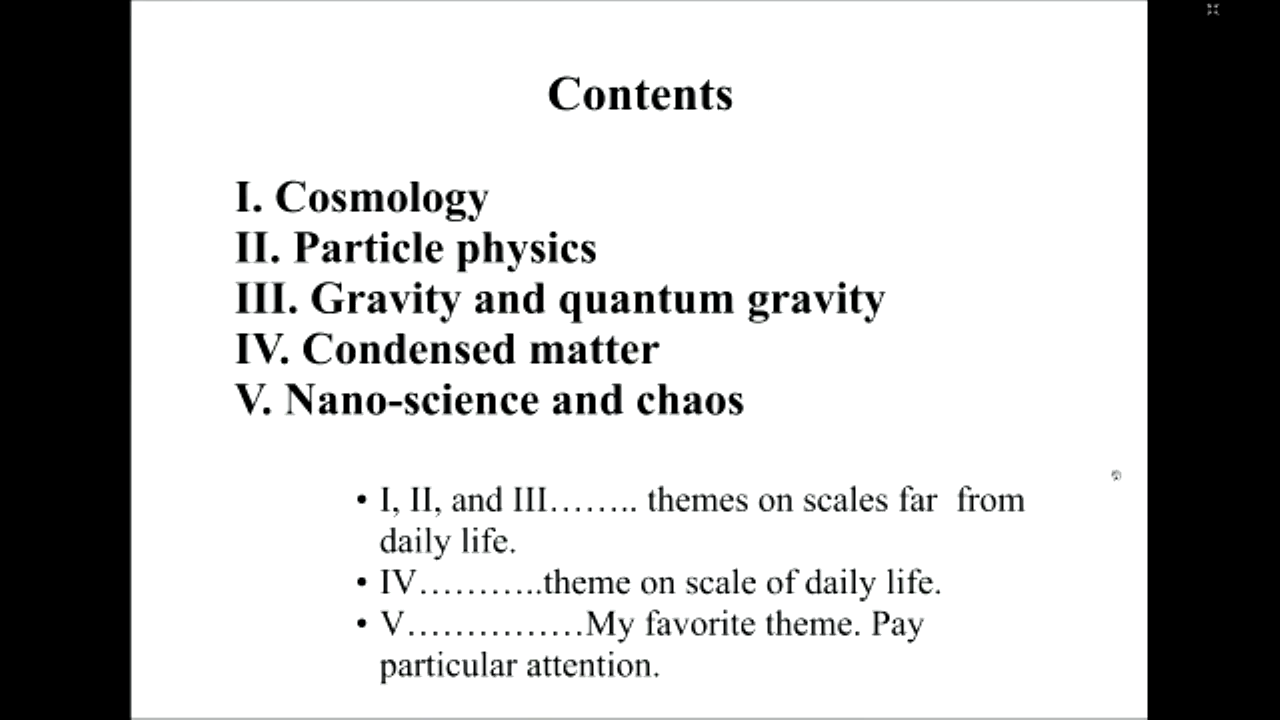 Contents
I. Cosmology
II. Particle physics
III. Gravity and quantum gravity
IV. Condensed matter
V. Nano-science and chaos
• I, II, and III…….. themes on scales far  from
daily life.
• IV………..theme on scale of daily life.
• V……………My favorite theme. Pay
particular attention.